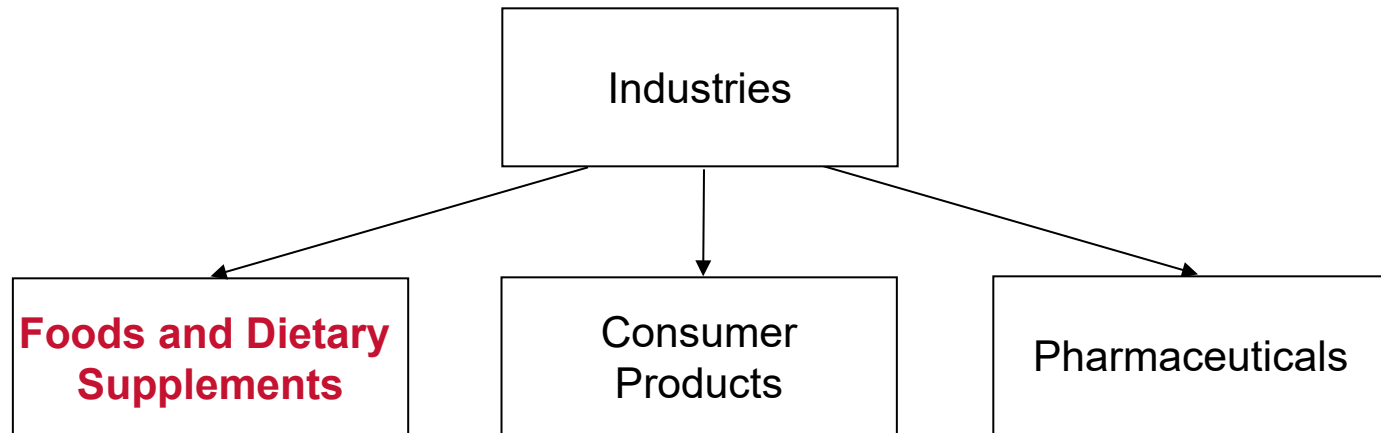 Industries
Foods and Dietary
Supplements
Consumer
Products
Pharmaceuticals